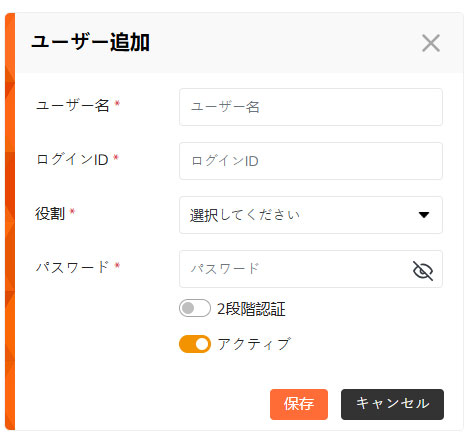 ユーザー追加
ユーザー名 *
ユーザー名
ログインID *
ログインID
役割 *
選択してください
パスワード *
パスワード
2段階認証
アクティブ
保存 キャンセル